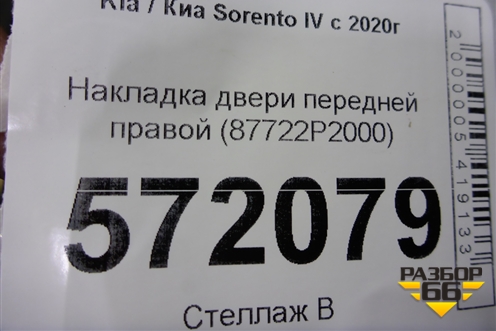 Kia / Киа Sorento IV с 2020г
Накладка двери передней
правой (87722P2000)
572079
Стеллаж В
2000005419133
РАЗБОР
66